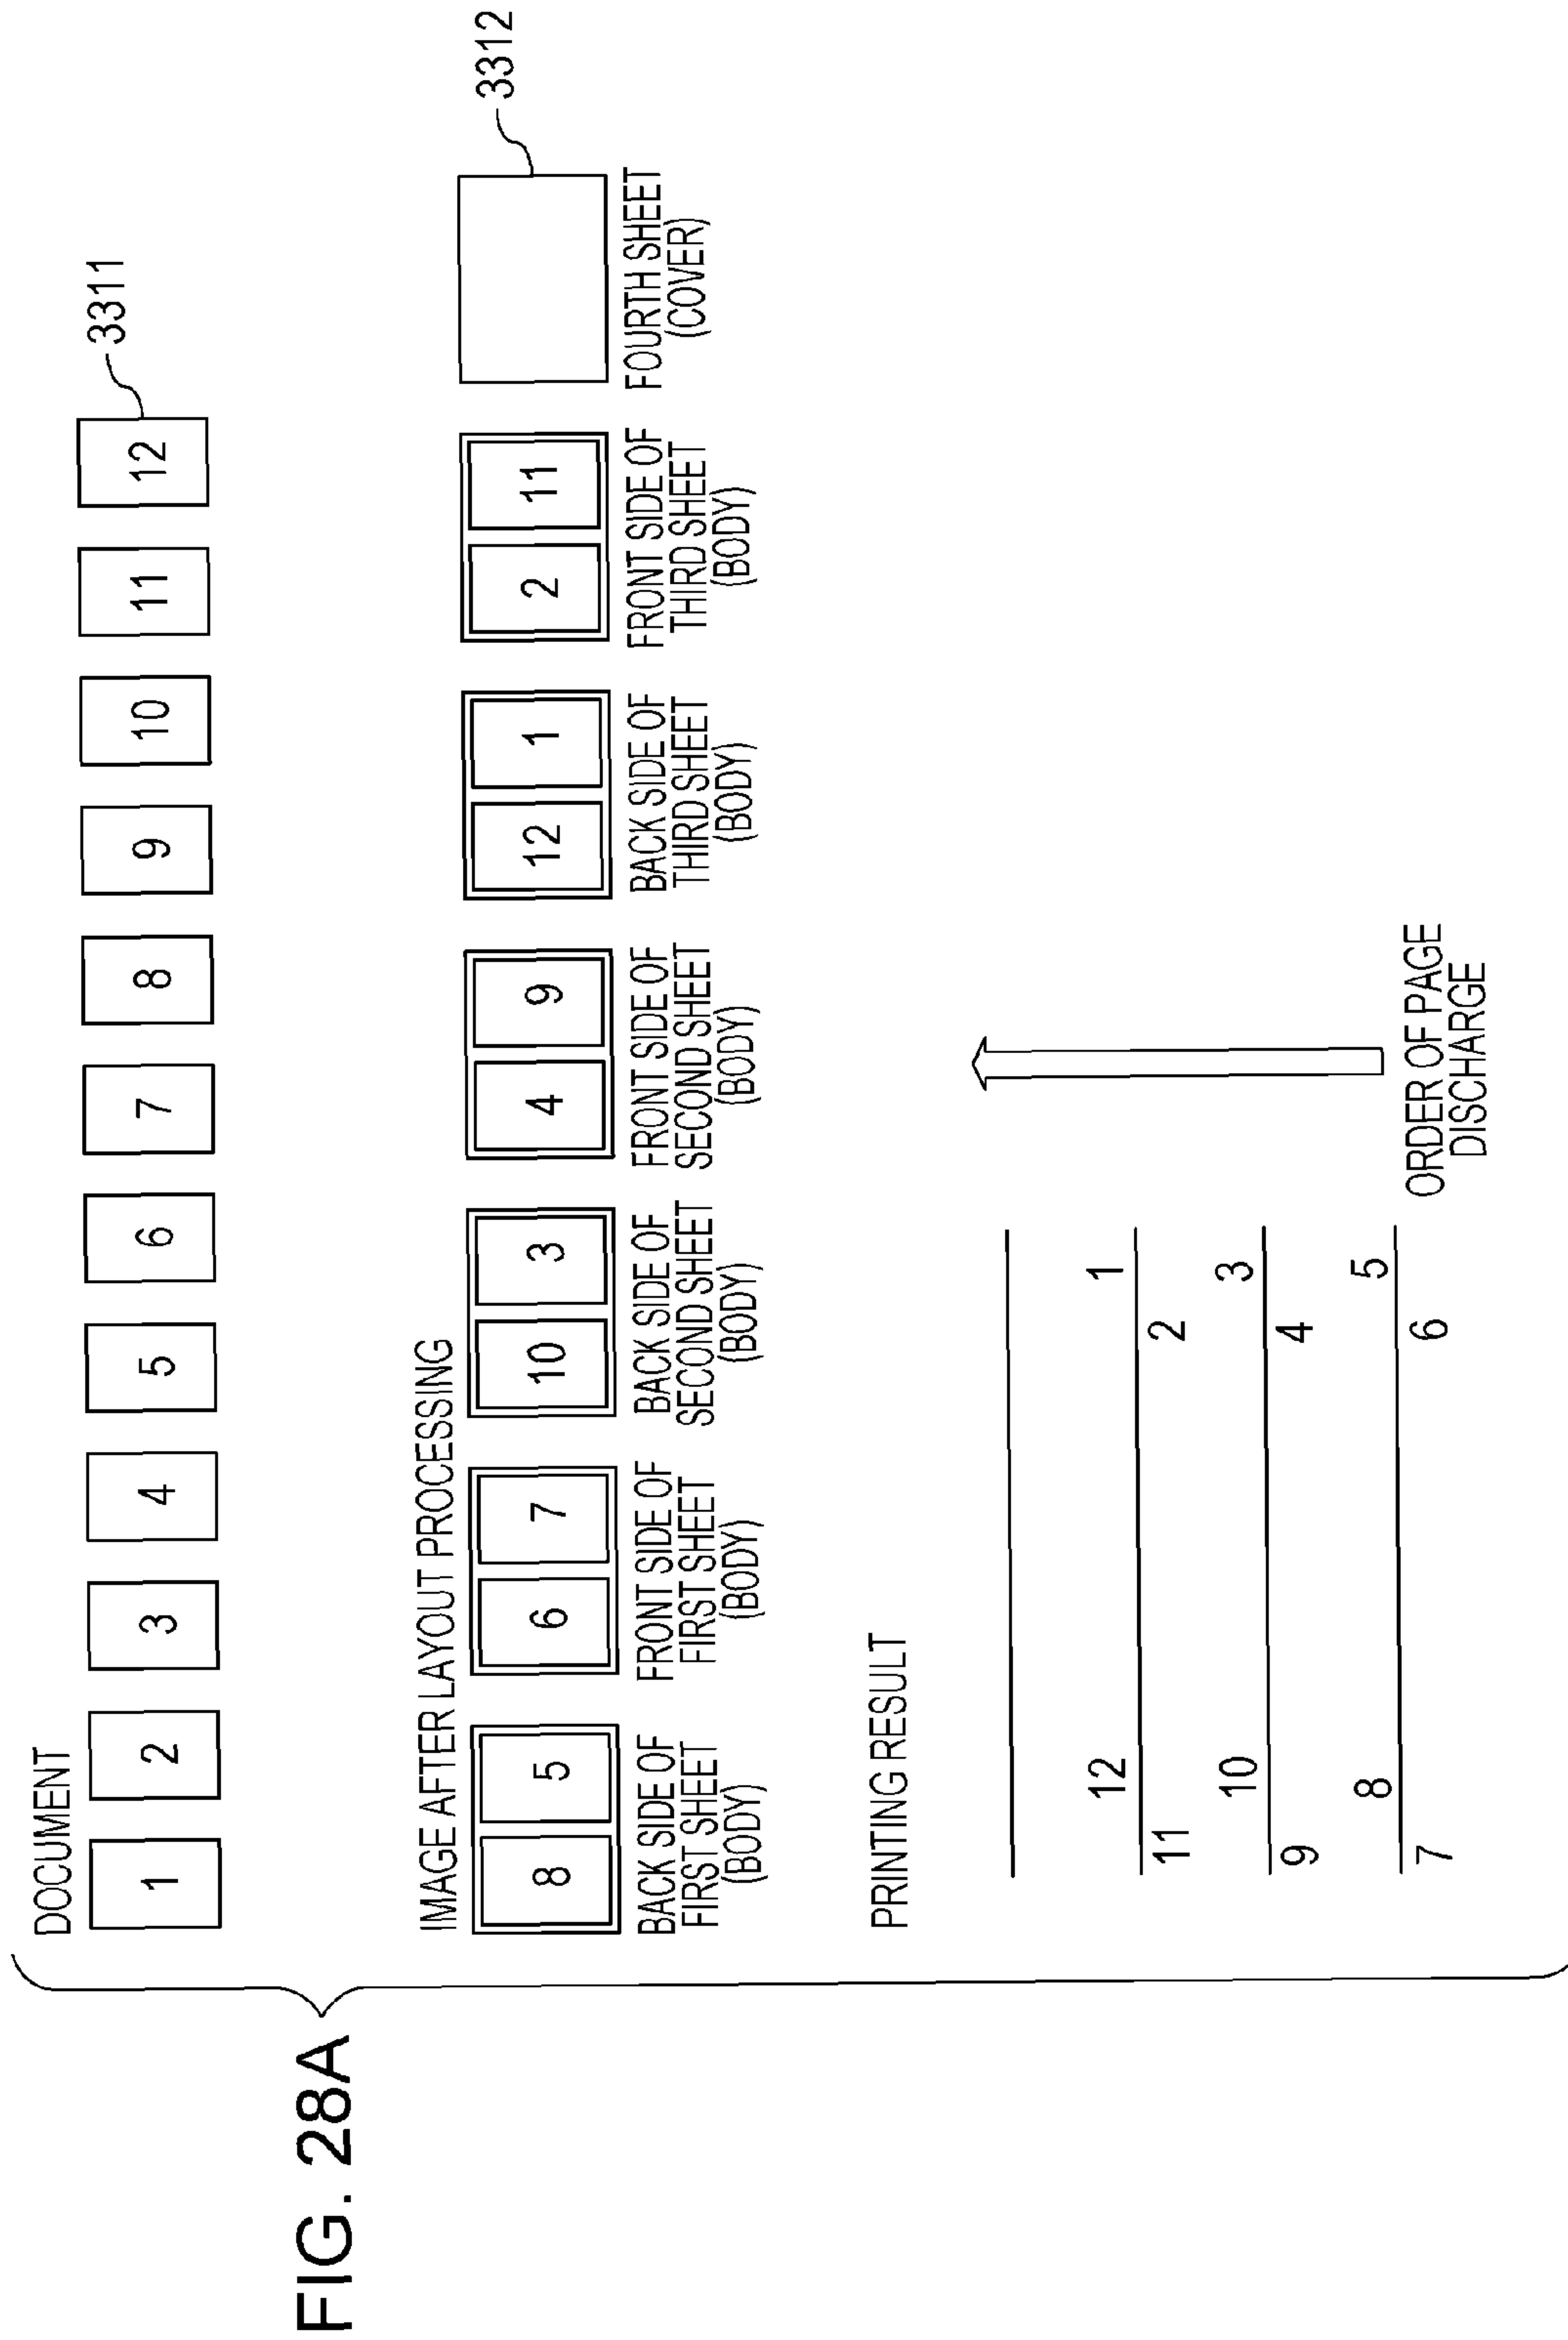 FIG. 28A
DOCUMENT
1 2 3 4 5 6 7 8 9 10 11 12
3311
IMAGE AFTER LAYOUT PROCESSING
8 5
BACK SIDE OF
FIRST SHEET
(BODY)
6 7
FRONT SIDE OF
FIRST SHEET
(BODY)
10 3
BACK SIDE OF
SECOND SHEET
(BODY)
4 9
FRONT SIDE OF
SECOND SHEET
(BODY)
12 1
BACK SIDE OF
THIRD SHEET
(BODY)
2 11
FRONT SIDE OF
THIRD SHEET
(BODY)
3312
FOURTH SHEET
(COVER)
PRINTING RESULT
12 1
11 2
10 3
9 4
8 5
7 6
ORDER OF PAGE
DISCHARGE